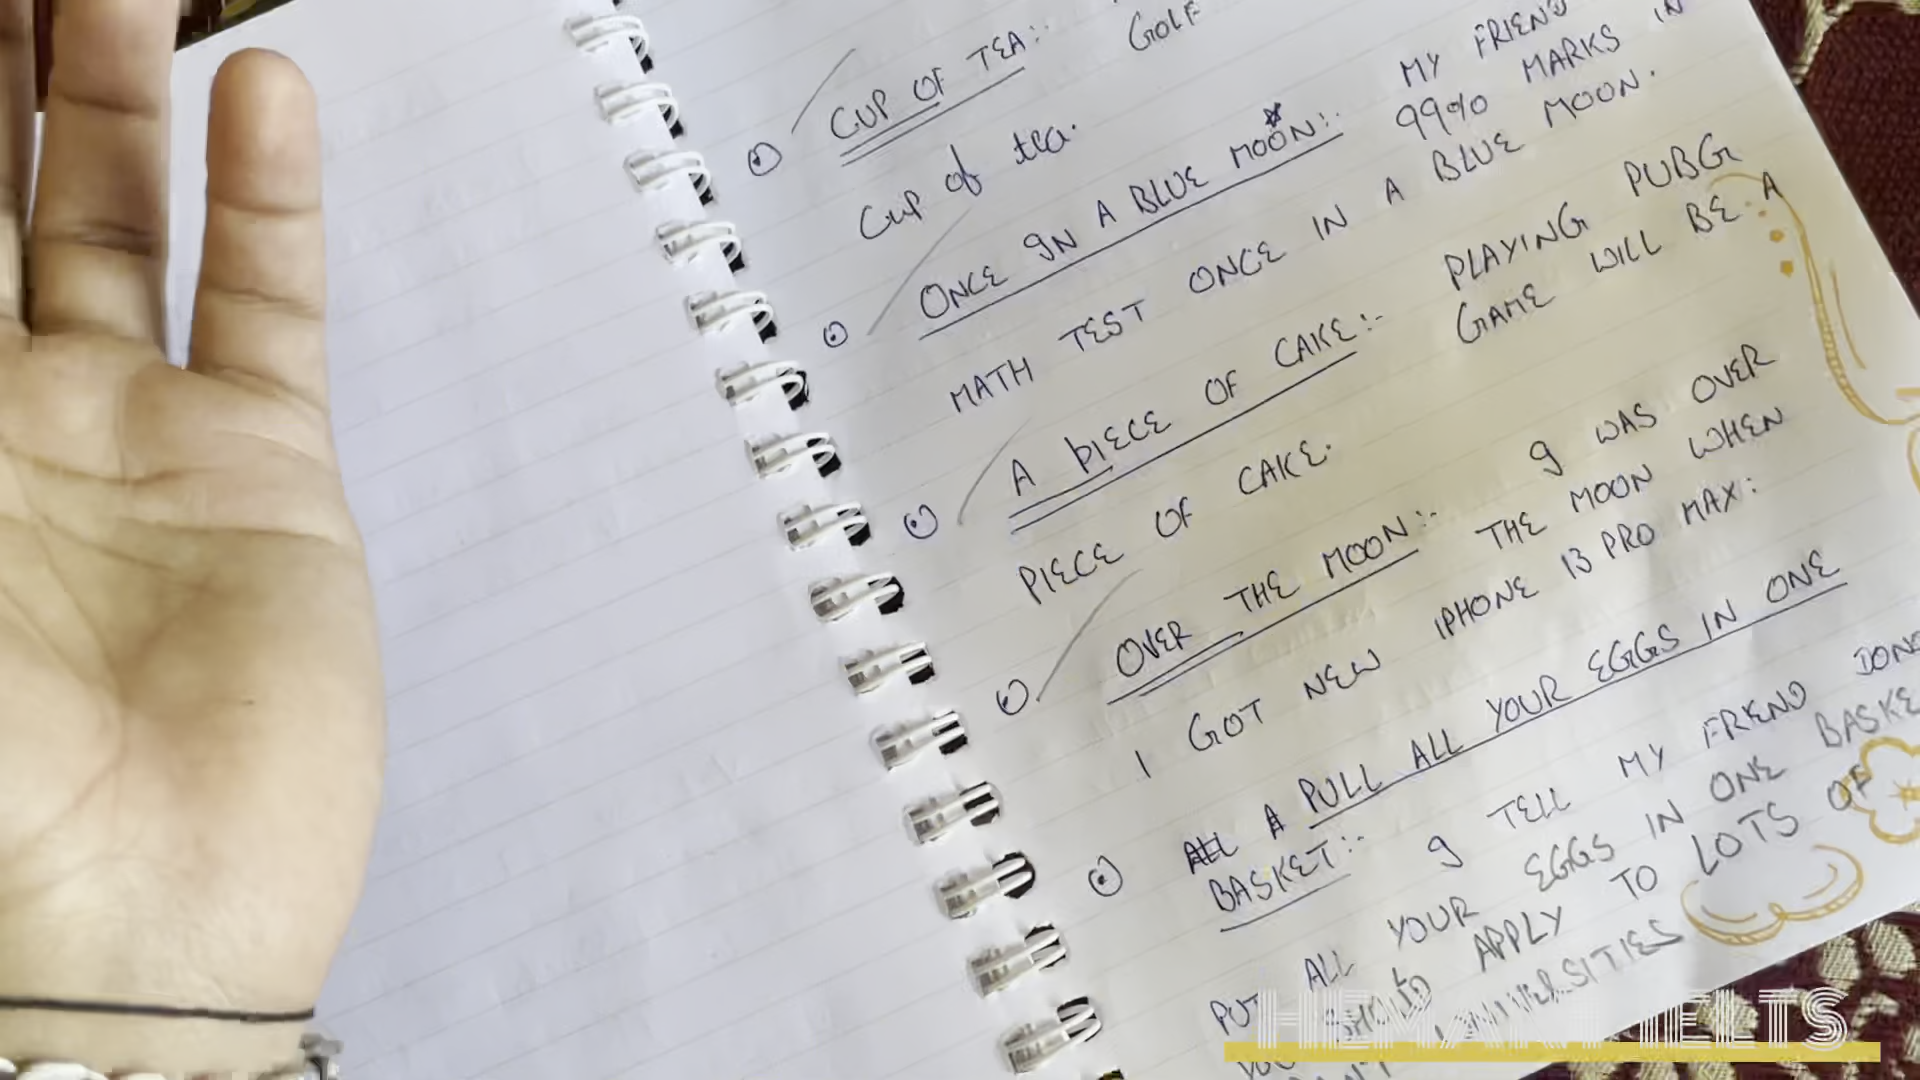 CUP OF TEA:- GOLF
Cup of tea.
ONCE IN A BLUE MOON:- MY FRIEND
99% MARKS IN
MATH TEST ONCE IN A BLUE MOON.
A PIECE OF CAKE:- PLAYING PUBG
GAME WILL BE A
PIECE OF CAKE.
OVER THE MOON:- I WAS OVER
THE MOON WHEN
I GOT NEW IPHONE 13 PRO MAX:
A PULL ALL YOUR EGGS IN ONE
BASKET:- I TELL MY FRIEND
PUT ALL YOUR EGGS IN ONE
APPLY TO LOTS OF
HEMANT IELTS